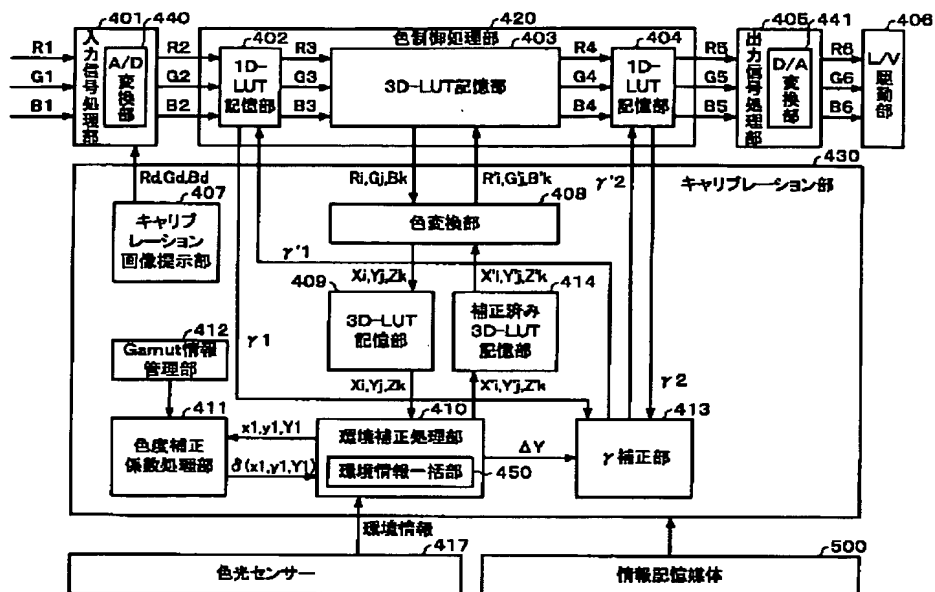 401 440 420 405 441 406
入力信号処理部
A/D変換部
色制御処理部
402
403
404
1D-LUT記憶部
3D-LUT記憶部
1D-LUT記憶部
出力信号処理部
D/A変換部
L/V駆動部
R1 R2 R3 R4 R5 R6
G1 G2 G3 G4 G5 G6
B1 B2 B3 B4 B5 B6
430
キャリブレーション部
Rd,Gd,Bd
407
キャリブレーション画像提示部
Ri,Gj,Bk
R'i,G'j,B'k
408
色変換部
γ'1
γ'2
Xi,Yj,Zk
X'i,Y'j,Z'k
409
3D-LUT記憶部
414
補正済み3D-LUT記憶部
γ1
γ2
412
Gamut情報管理部
Xi,Yj,Zk
X'i,Y'j,Z'k
411
色度補正係数処理部
x1,y1,Y1
∂(x1,y1,Y1)
410
環境補正処理部
環境情報一括部
450
ΔY
413
γ補正部
環境情報
417
色光センサー
500
情報記憶媒体